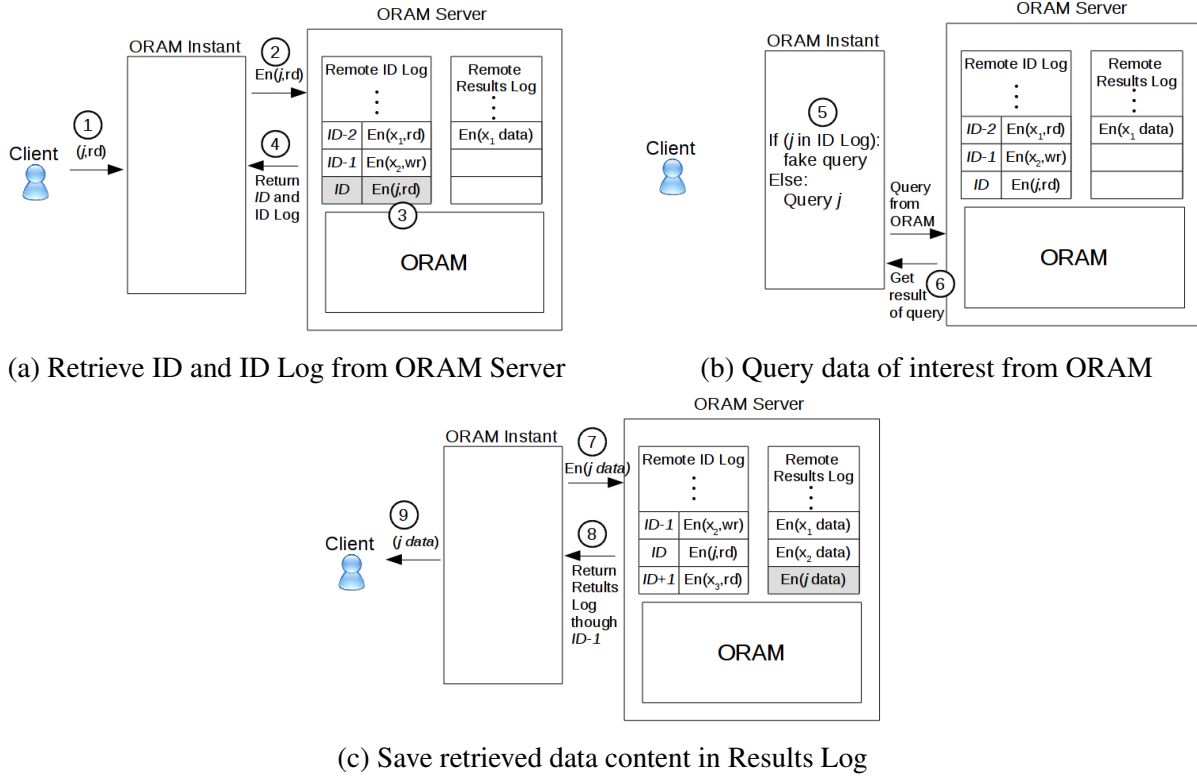 ORAM Server
ORAM Instant
Client
1
(j,rd)
2
En(j,rd)
4
Return
ID and
ID Log
Remote ID Log
ID-2 En(x1,rd)
ID-1 En(x2,wr)
ID En(j,rd)
3
Remote
Results Log
En(x1 data)
ORAM
(a) Retrieve ID and ID Log from ORAM Server
ORAM Server
ORAM Instant
Client
5
If (j in ID Log):
fake query
Else:
Query j
Query
from
ORAM
6
Get
result
of query
Remote ID Log
ID-2 En(x1,rd)
ID-1 En(x2,wr)
ID En(j,rd)
Remote
Results Log
En(x1 data)
ORAM
(b) Query data of interest from ORAM
ORAM Server
ORAM Instant
Client
9
(j data)
7
En(j data)
8
Return
Retults
Log
though
ID-1
Remote ID Log
ID-1 En(x2,wr)
ID En(j,rd)
ID+1 En(x3,rd)
Remote
Results Log
En(x1 data)
En(x2 data)
En(j data)
ORAM
(c) Save retrieved data content in Results Log